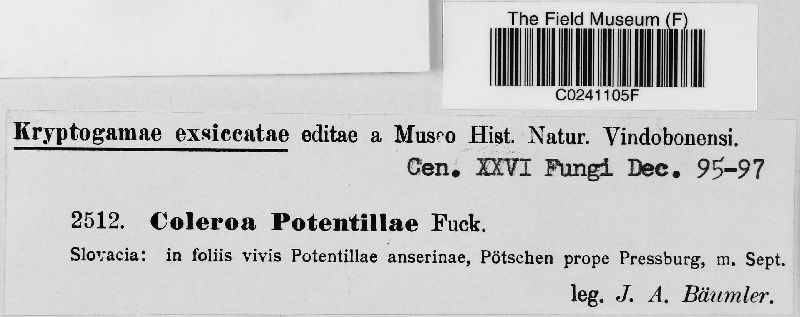 The Field Museum (F)
C0241105F
Kryptogamae exsiccatae editae a Museo Hist. Natur. Vindobonensi.
Cen. XXVI Fungi Dec. 95-97
2512. Coleroa Potentillae Fuck.
Slovacia: in foliis vivis Potentillae anserinae, Pötschen prope Pressburg, m. Sept.
leg. J. A. Bäumler.